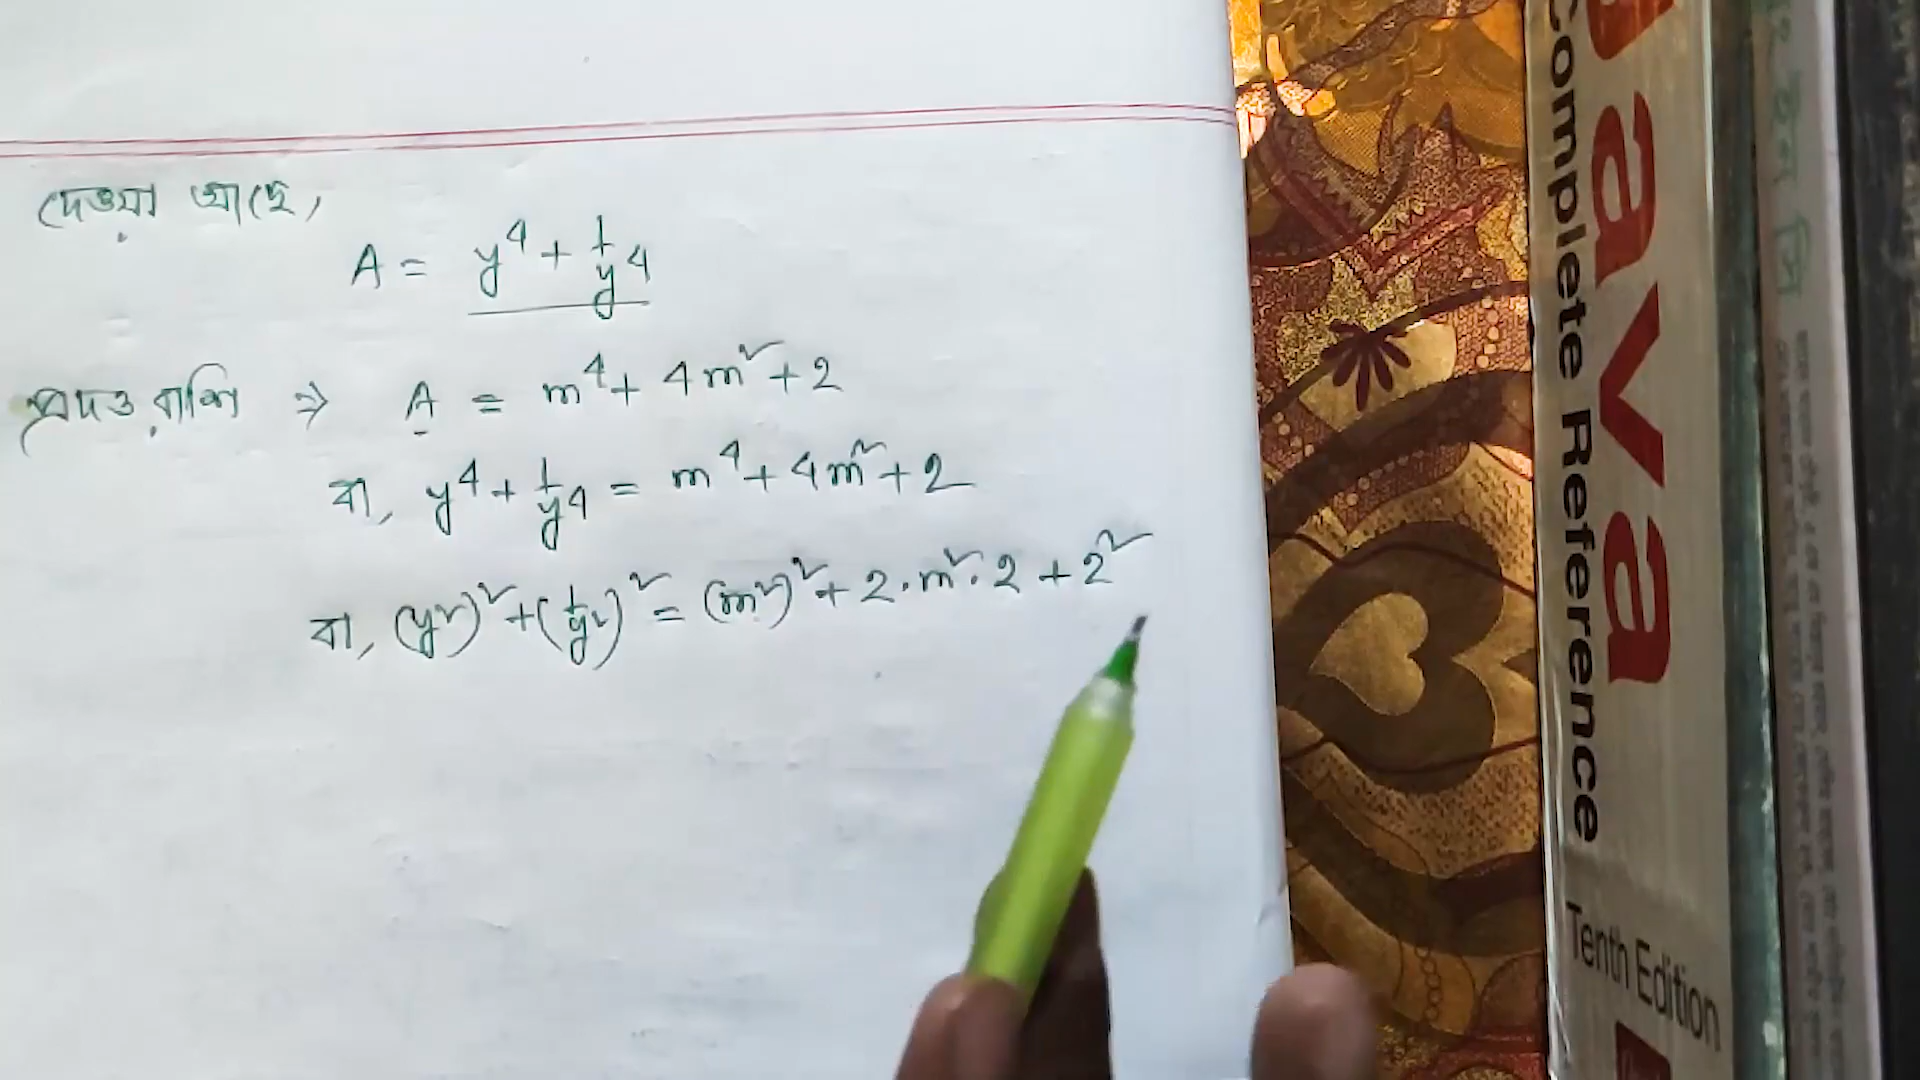 দেওয়া আছে,
A = y⁴ + 1/y⁴
প্রদত্ত রাশি ⇒ A = m⁴ + 4m² + 2
বা, y⁴ + 1/y⁴ = m⁴ + 4m² + 2
বা, (y²)² + (1/y²)² = (m²)² + 2·m²·2 + 2²
Java
Complete Reference
Tenth Edition